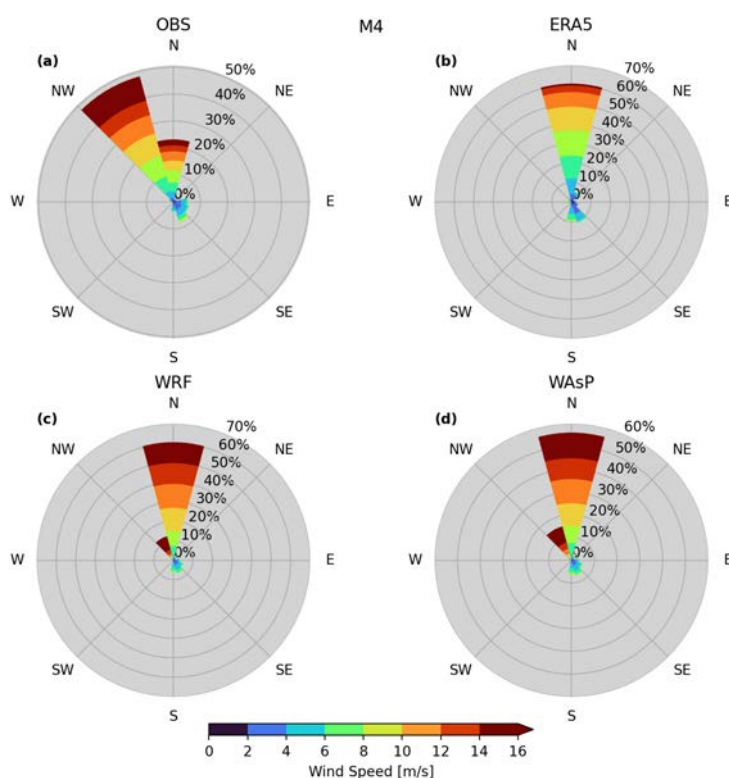 OBS M4 ERA5
(a) N (b) N
NW NE NW NE
50% 70%
40% 60%
30% 50%
20% 40%
10% 30%
0% 20%
10%
0%
W E W E
SW SE SW SE
S S
WRF WAsP
(c) N (d) N
NW NE NW NE
70% 60%
60% 50%
50% 40%
40% 30%
30% 20%
20% 10%
10% 0%
0%
W E W E
SW SE SW SE
S S
0 2 4 6 8 10 12 14 16
Wind Speed [m/s]